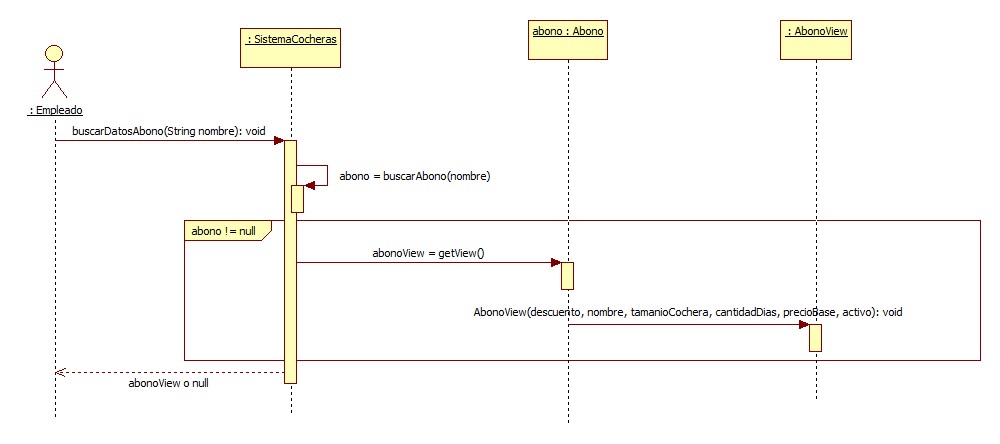 : SistemaCocheras
abono : Abono
: AbonoView
: Empleado
buscarDatosAbono(String nombre): void
abono = buscarAbono(nombre)
abono != null
abonoView = getView()
AbonoView(descuento, nombre, tamanioCochera, cantidadDias, precioBase, activo): void
abonoView o null